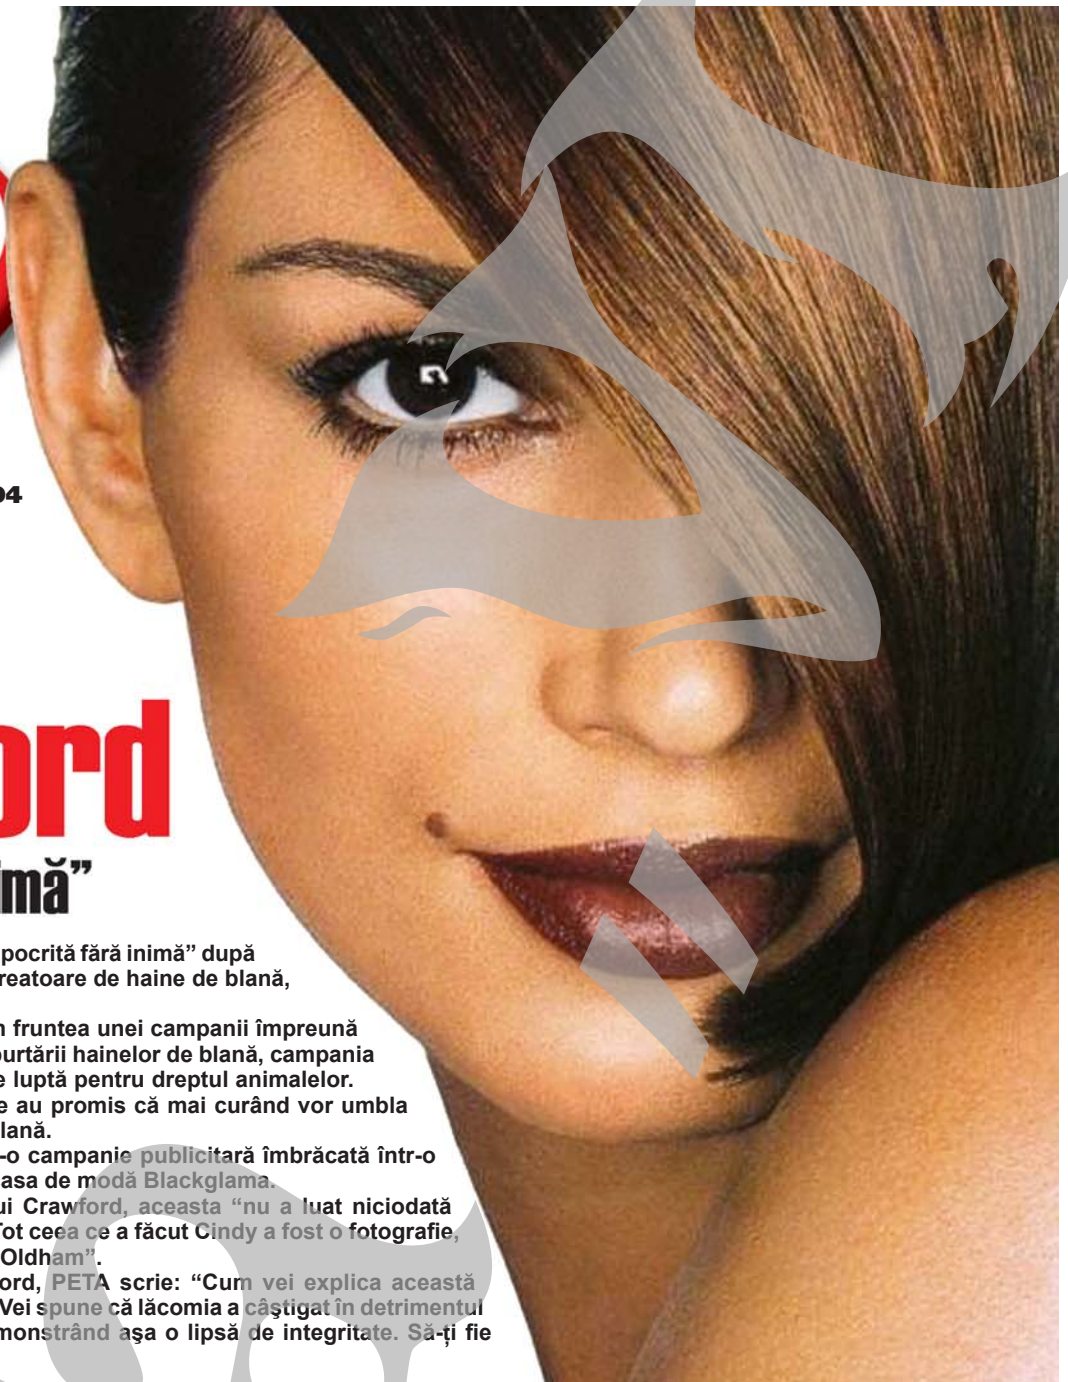 04
ord
imă”
pocrită fără inimă” după
reatoare de haine de blană,
n fruntea unei campanii împreună
purtării hainelor de blană, campania
e luptă pentru dreptul animalelor.
e au promis că mai curând vor umbla
lană.
-o campanie publicitară îmbrăcată într-o
asa de modă Blackglama.
ui Crawford, aceasta “nu a luat niciodată
Tot ceea ce a făcut Cindy a fost o fotografie,
Oldham”.
ord, PETA scrie: “Cum vei explica această
Vei spune că lăcomia a câştigat în detrimentul
monstrând aşa o lipsă de integritate. Să-ţi fie